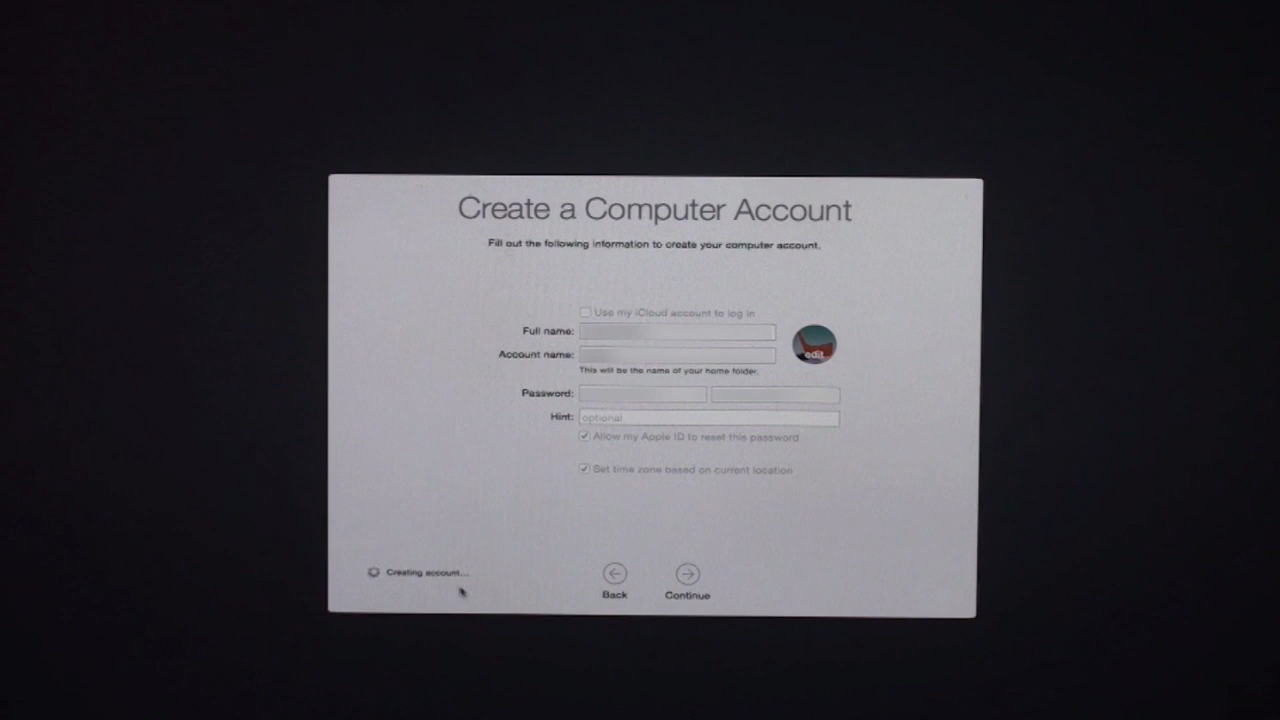 Create a Computer Account
Fill out the following information to create your computer account.
Use my iCloud account to log in
Full name:
edit
Account name:
This will be the name of your home folder.
Password:
Hint: optional
Allow my Apple ID to reset this password
Set time zone based on current location
Creating account...
Back Continue